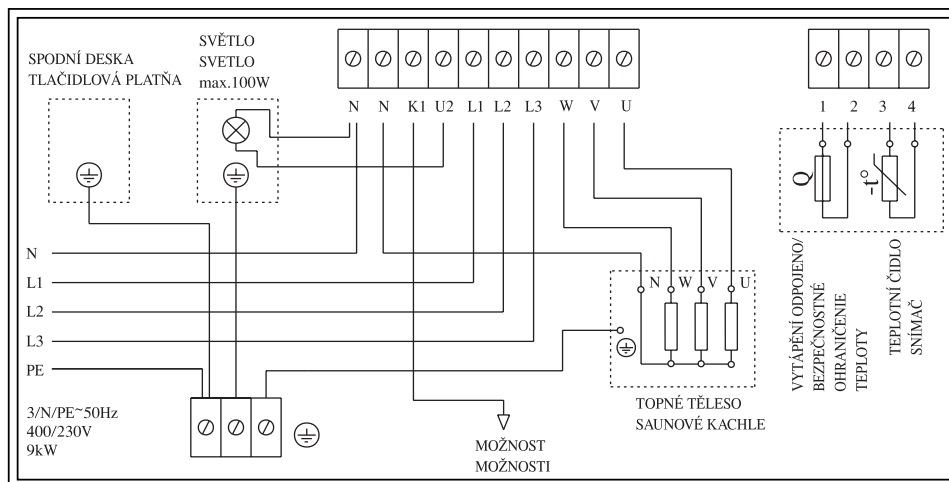 SPODNÍ DESKA
TLAČIDLOVÁ PLATŇA
SVĚTLO
SVETLO
max.100W
N N K1 U2 L1 L2 L3 W V U
1 2 3 4
Q
-t°
N
L1
L2
L3
PE
N W V U
VYTÁPĚNÍ ODPOJENO/
BEZPEČNOSTNÉ
OHRANIČENIE
TEPLOTY
TEPLOTNÍ ČIDLO
SNÍMAČ
3/N/PE~50Hz
400/230V
9kW
TOPNÉ TĚLESO
SAUNOVÉ KACHLE
MOŽNOST
MOŽNOSTI